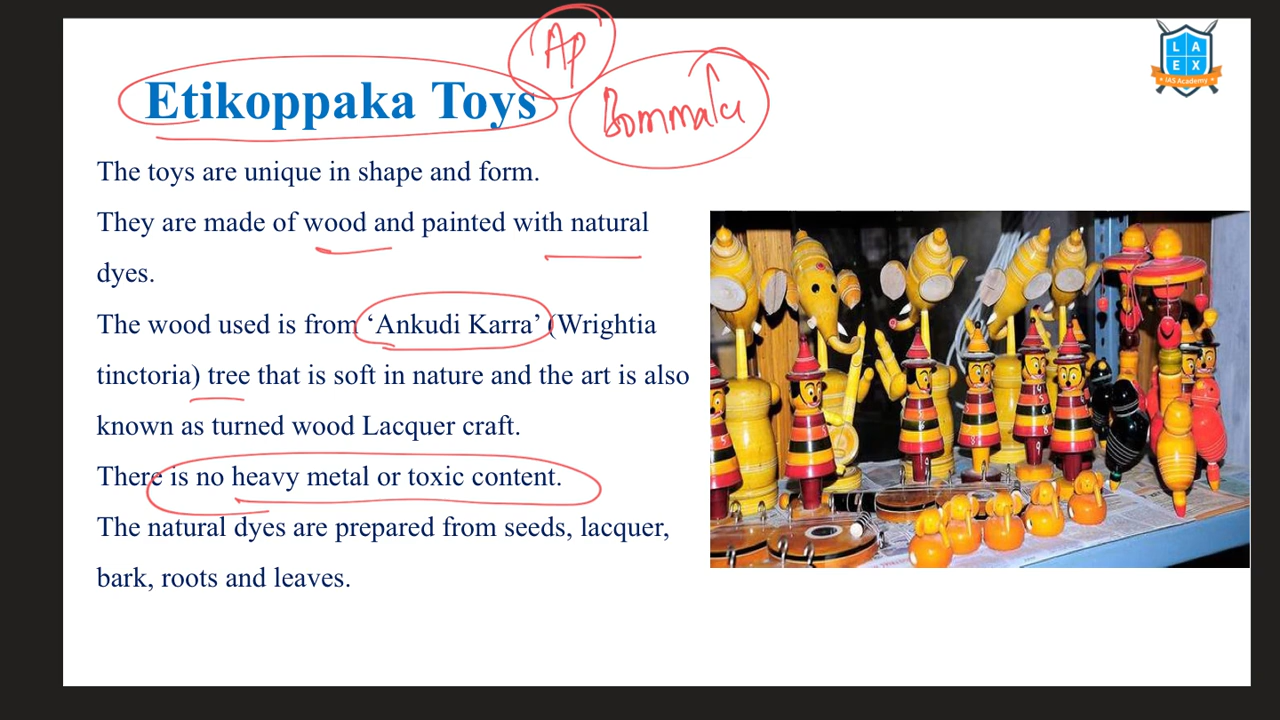 Ap
Etikoppaka Toys
Bommalu
L A
E X
IAS Academy
The toys are unique in shape and form.
They are made of wood and painted with natural
dyes.
The wood used is from ‘Ankudi Karra’ (Wrightia
tinctoria) tree that is soft in nature and the art is also
known as turned wood Lacquer craft.
There is no heavy metal or toxic content.
The natural dyes are prepared from seeds, lacquer,
bark, roots and leaves.